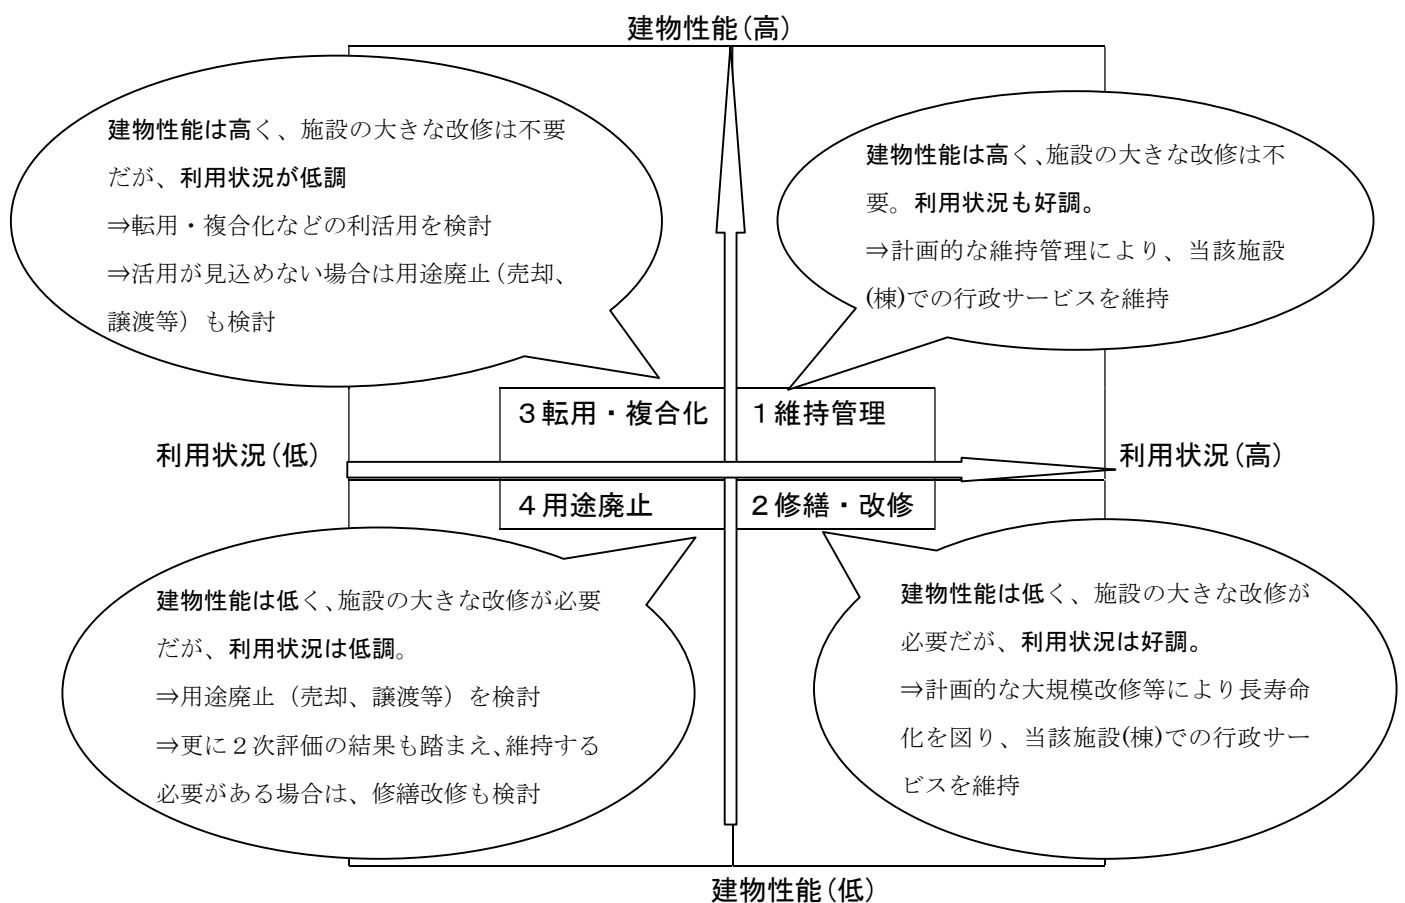 建物性能（高）
建物性能は高く、施設の大きな改修は不要
だが、利用状況が低調
⇒転用・複合化などの利活用を検討
⇒活用が見込めない場合は用途廃止（売却、
譲渡等）も検討
建物性能は高く、施設の大きな改修は不
要。利用状況も好調。
⇒計画的な維持管理により、当該施設
(棟)での行政サービスを維持
３転用・複合化
１維持管理
利用状況（低）
利用状況（高）
４用途廃止
２修繕・改修
建物性能は低く、施設の大きな改修が必要
だが、利用状況は低調。
⇒用途廃止（売却、譲渡等）を検討
⇒更に２次評価の結果も踏まえ、維持する
必要がある場合は、修繕改修も検討
建物性能は低く、施設の大きな改修が
必要だが、利用状況は好調。
⇒計画的な大規模改修等により長寿命
化を図り、当該施設(棟)での行政サー
ビスを維持
建物性能（低）